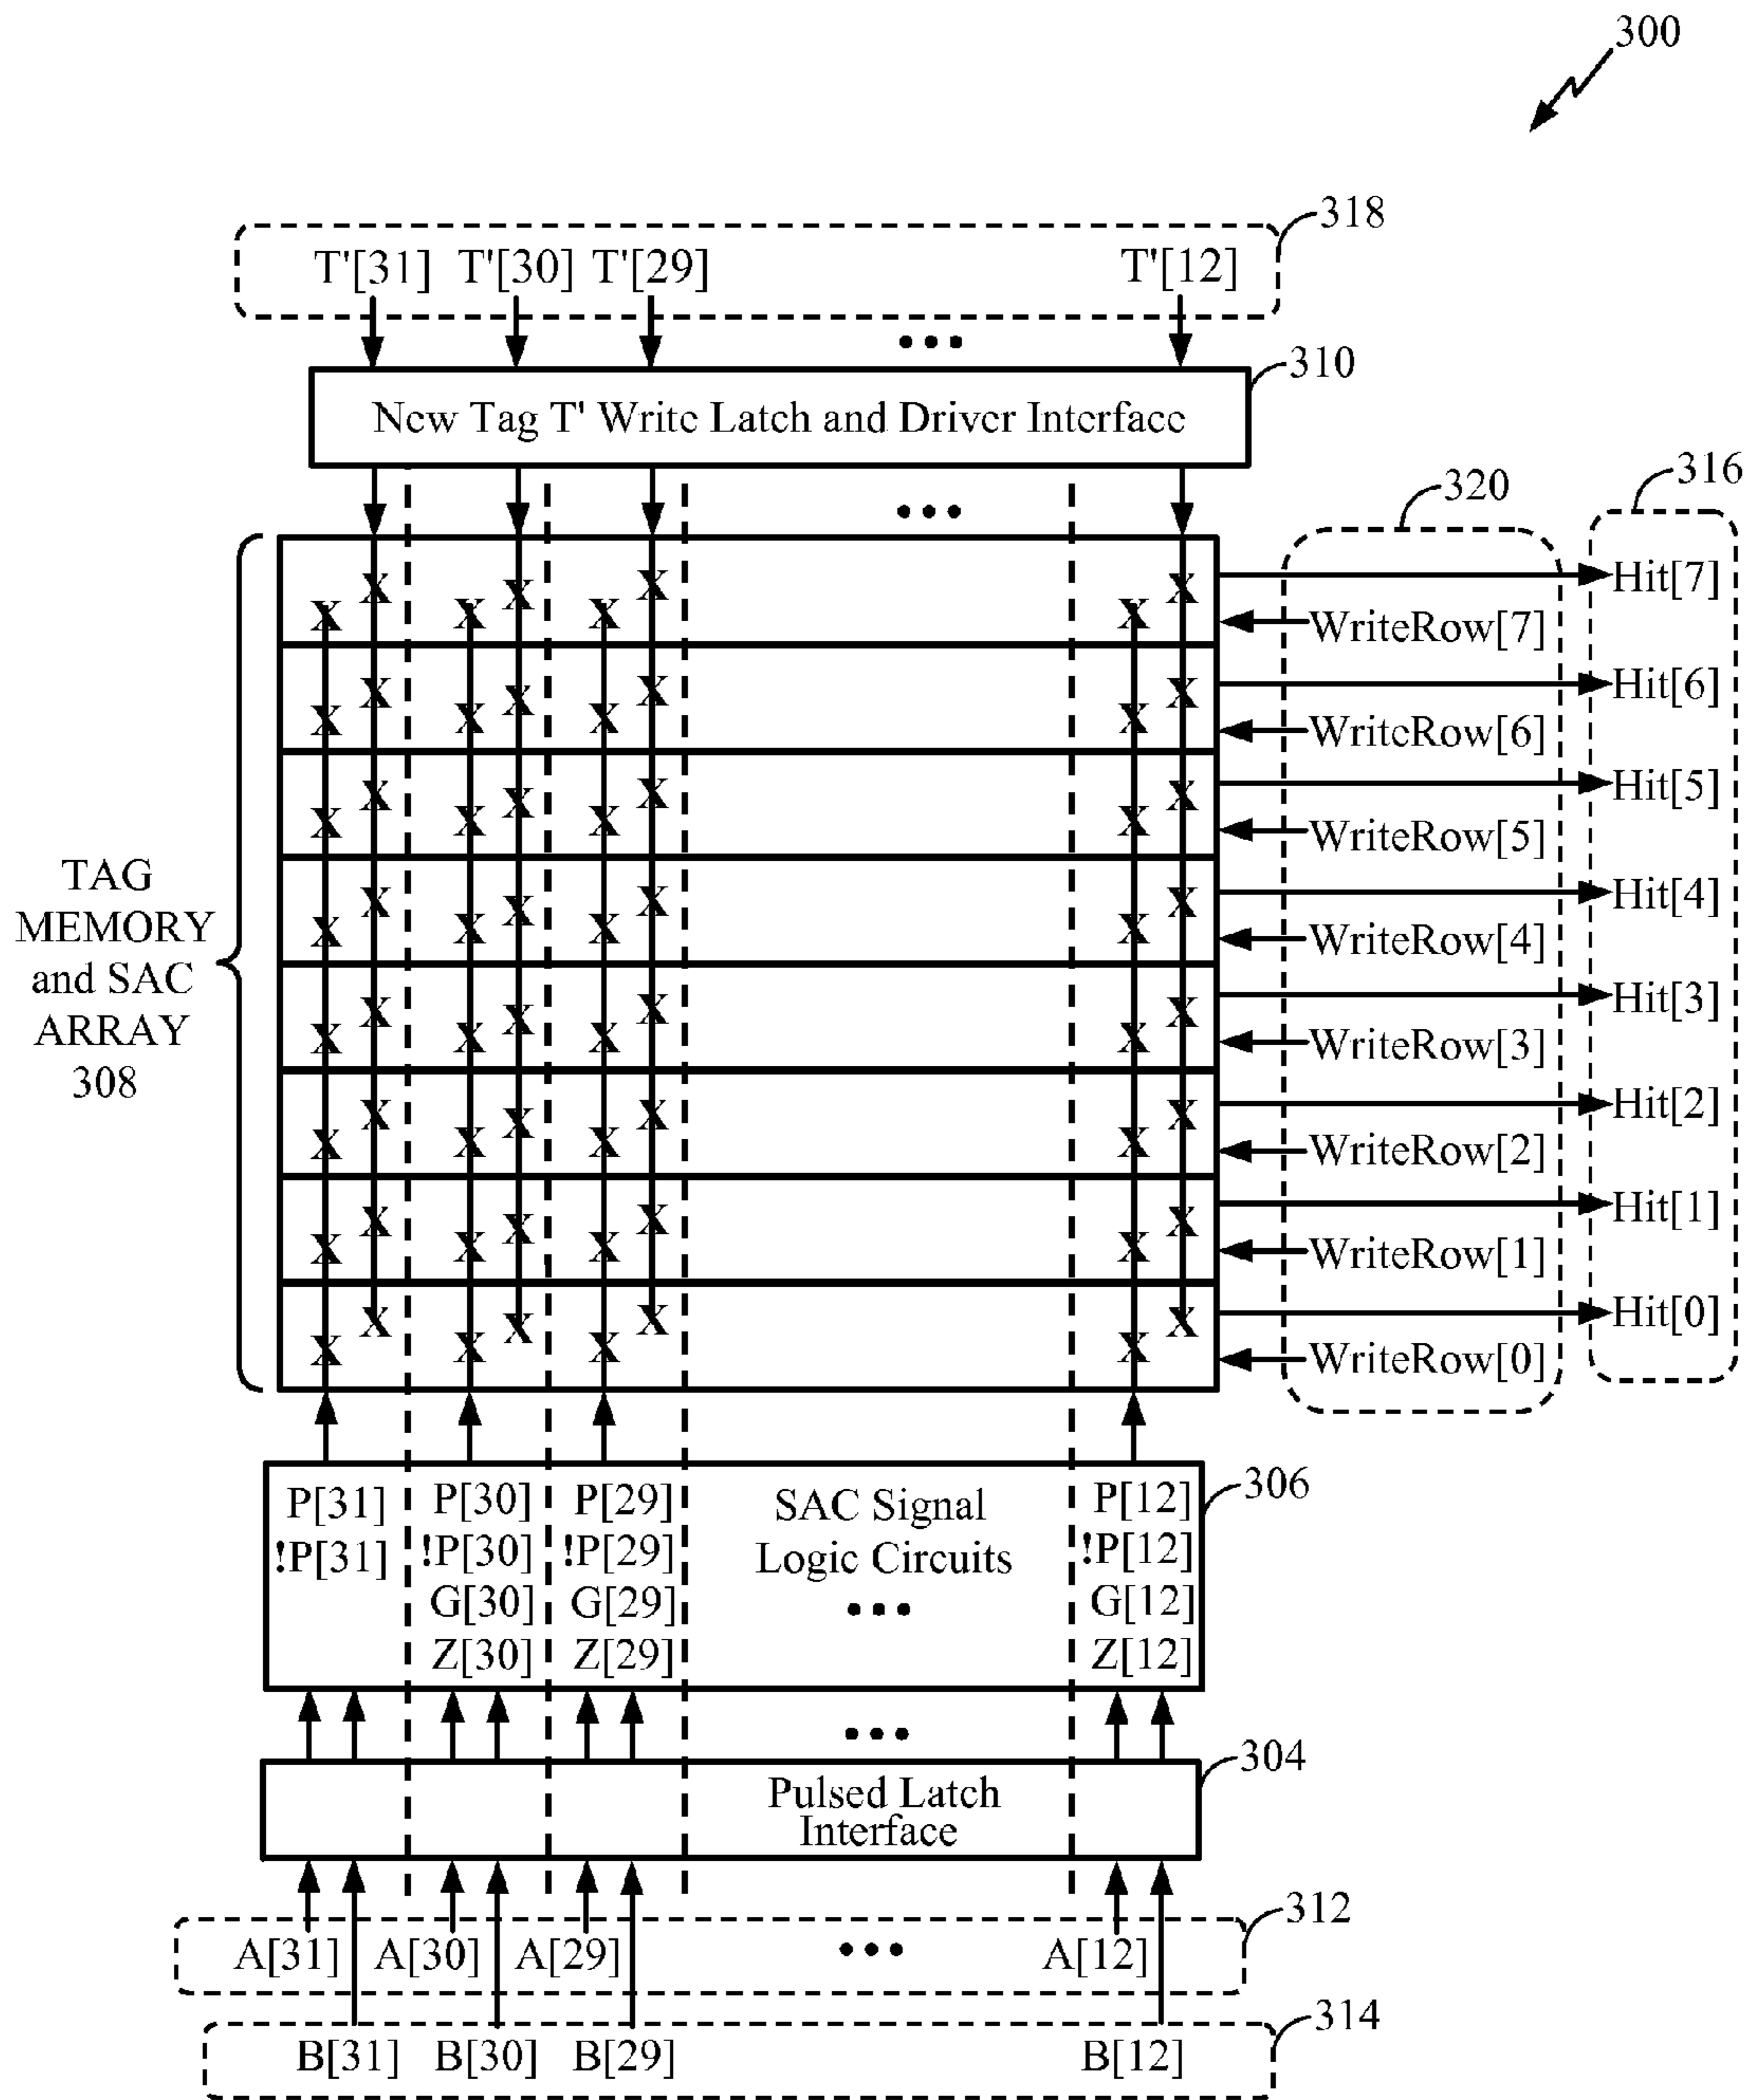 300
318
T'[31] T'[30] T'[29] ••• T'[12]
310
New Tag T' Write Latch and Driver Interface
•••
320
316
Hit[7]
WriteRow[7]
Hit[6]
WriteRow[6]
Hit[5]
WriteRow[5]
Hit[4]
WriteRow[4]
Hit[3]
WriteRow[3]
Hit[2]
WriteRow[2]
Hit[1]
WriteRow[1]
Hit[0]
WriteRow[0]
TAG
MEMORY
and SAC
ARRAY
308
X X X X X X X X
X X X X X X X X
X X X X X X X X
X X X X X X X X
X X X X X X X X
X X X X X X X X
X X X X X X X X
X X X X X X X X
306
P[31] P[30] P[29] SAC Signal P[12]
!P[31] !P[30] !P[29] Logic Circuits !P[12]
G[30] G[29] ••• G[12]
Z[30] Z[29] Z[12]
•••
304
Pulsed Latch
Interface
312
A[31] A[30] A[29] ••• A[12]
314
B[31] B[30] B[29] B[12]